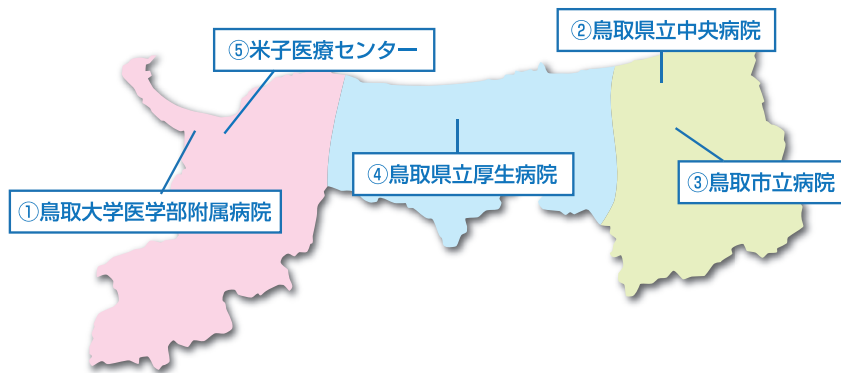 ②鳥取県立中央病院
⑤米子医療センター
④鳥取県立厚生病院
③鳥取市立病院
①鳥取大学医学部附属病院